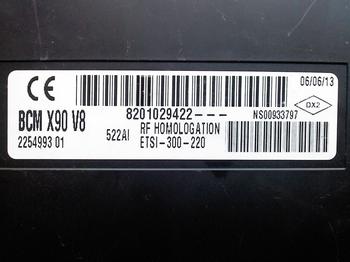 CE
06/06/13
DX2
BCM X90 V8
8201029422---
NS00933797
2254993 01
522AI
RF HOMOLOGATION
ETSI-300-220